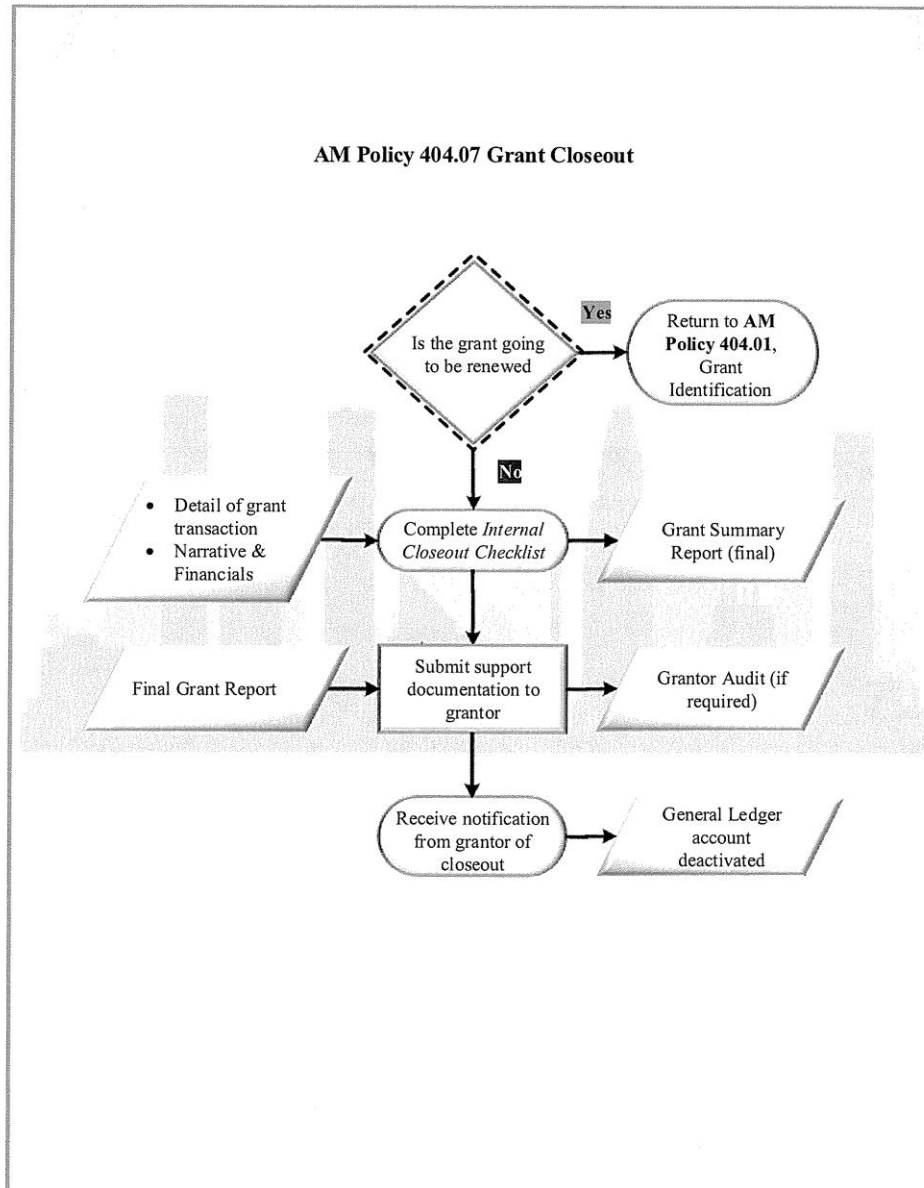 AM Policy 404.07 Grant Closeout
Is the grant going
to be renewed
Yes
Return to AM
Policy 404.01,
Grant
Identification
No
• Detail of grant
transaction
• Narrative &
Financials
Complete Internal
Closeout Checklist
Grant Summary
Report (final)
Final Grant Report
Submit support
documentation to
grantor
Grantor Audit (if
required)
Receive notification
from grantor of
closeout
General Ledger
account
deactivated